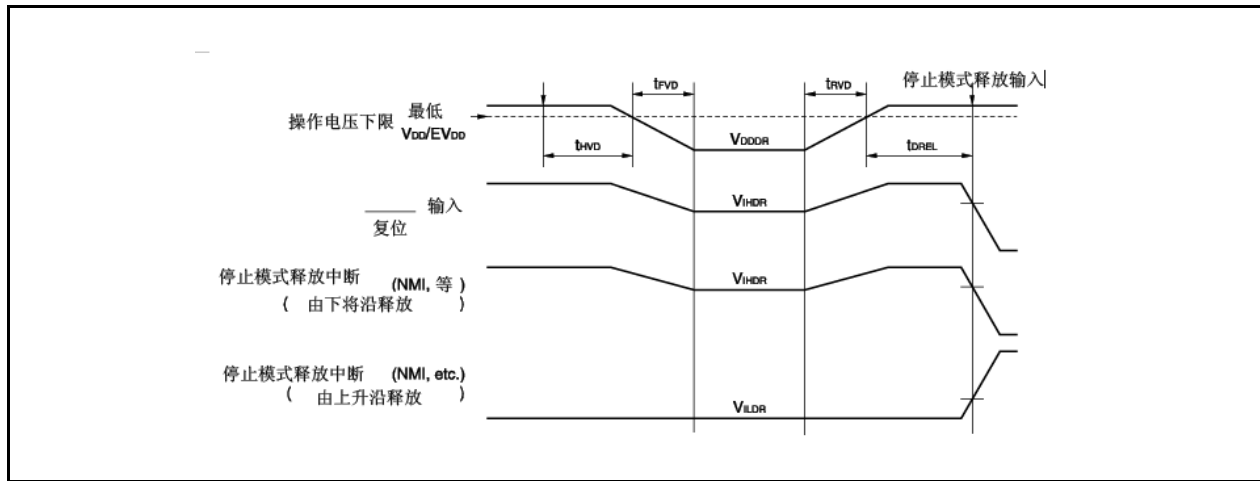 tFVD
tRVD
停止模式释放输入
操作电压下限 最低
VDD/EVDD
VDDDR
tHVD
tDREL
输入
复位
VIHDR
停止模式释放中断 (NMI, 等)
( 由下将沿释放 )
VIHDR
停止模式释放中断 (NMI, etc.)
( 由上升沿释放 )
VILDR